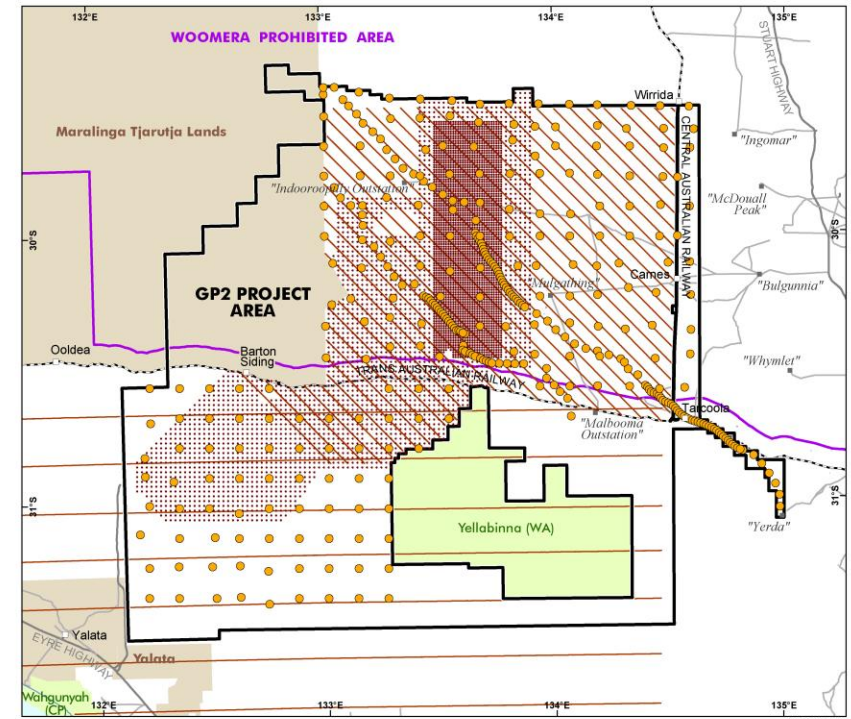 132°E
133°E
134°E
135°E
WOOMERA PROHIBITED AREA
STUART HIGHWAY
Wirrida
CENTRAL AUSTRALIAN RAILWAY
Maralinga Tjarutja Lands
"Ingomar"
"Indooroopilly Outstation"
"McDouall
Peak"
30°S
30°S
Carnes
"Mulgathing"
"Bulgunnia"
GP2 PROJECT
AREA
Ooldea
Barton
Siding
"Whymlet"
TRANS AUSTRALIAN RAILWAY
Tarcoola
"Malbooma
Outstation"
31°S
31°S
Yellabinna (WA)
"Yerda"
Yalata
EYRE HIGHWAY
Yalata
Wahgunyah
(CP)
132°E
133°E
134°E
135°E